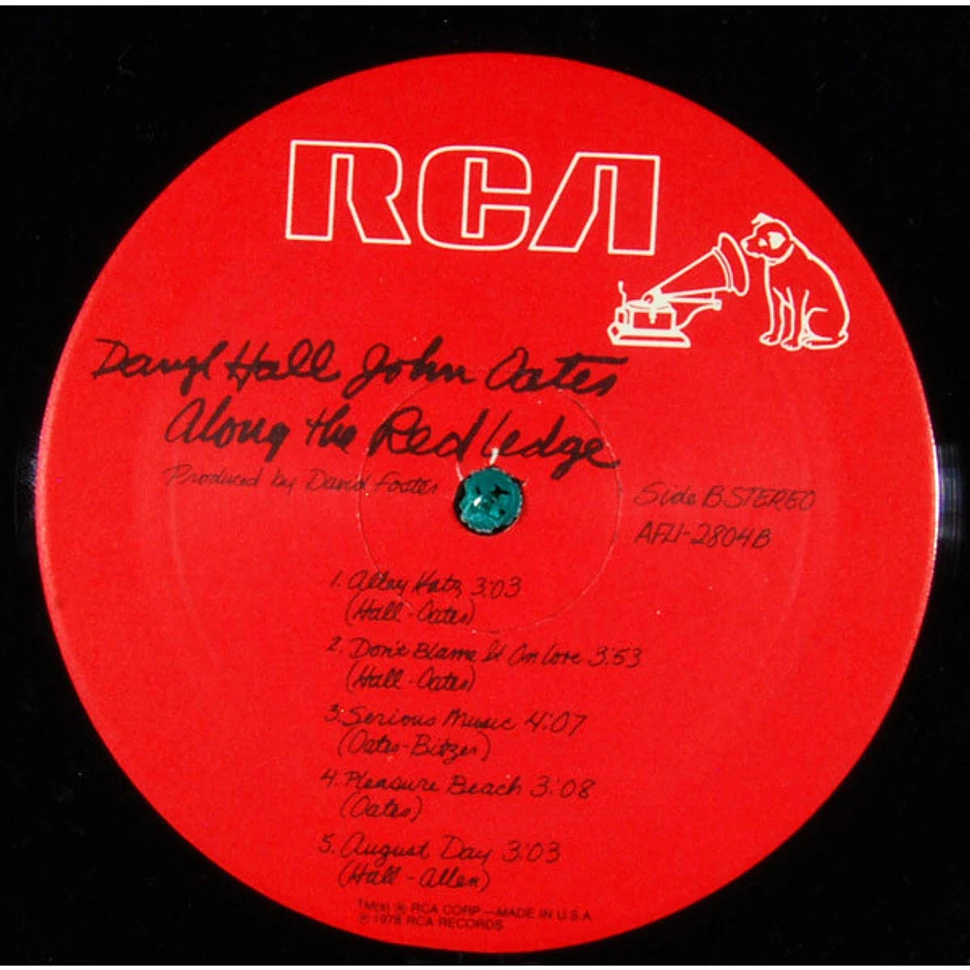 RCA
Daryl Hall John Oates
Along the Red Ledge
Produced by David Foster
Side B STEREO
AFL1-2804B
1. Alley Katz 3:03
(Hall - Oates)
2. Don't Blame It On Love 3:53
(Hall - Oates)
3. Serious Music 4:07
(Oates-Bitzer)
4. Pleasure Beach 3:08
(Oates)
5. August Day 3:03
(Hall - Allen)
TM(s) ® RCA CORP.—MADE IN U.S.A
℗ 1978 RCA RECORDS